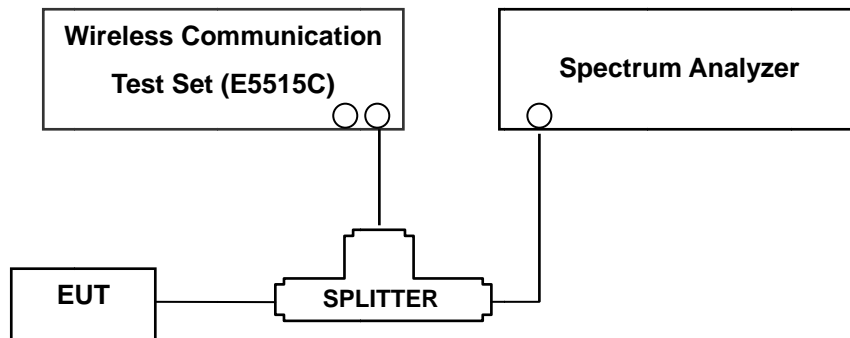 Wireless Communication
Test Set (E5515C)
Spectrum Analyzer
EUT
SPLITTER